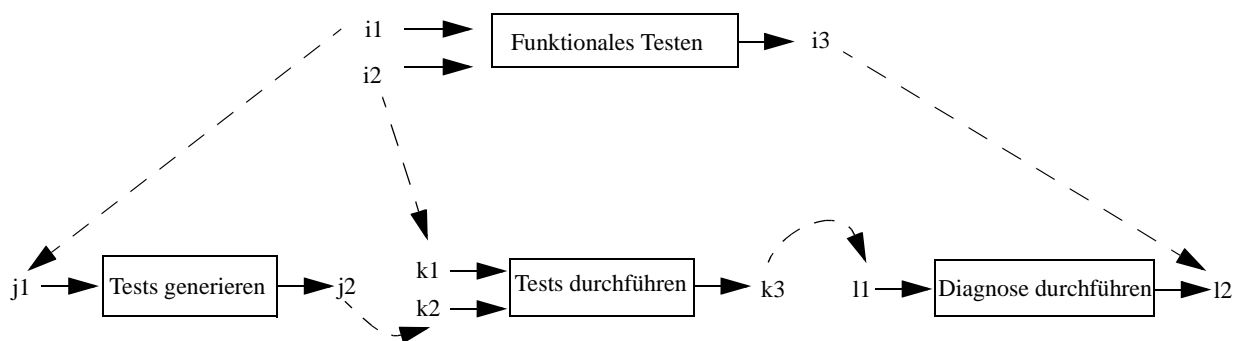 i1
Funktionales Testen
i3
i2
j1
Tests generieren
j2
k1
k2
Tests durchführen
k3
l1
Diagnose durchführen
l2